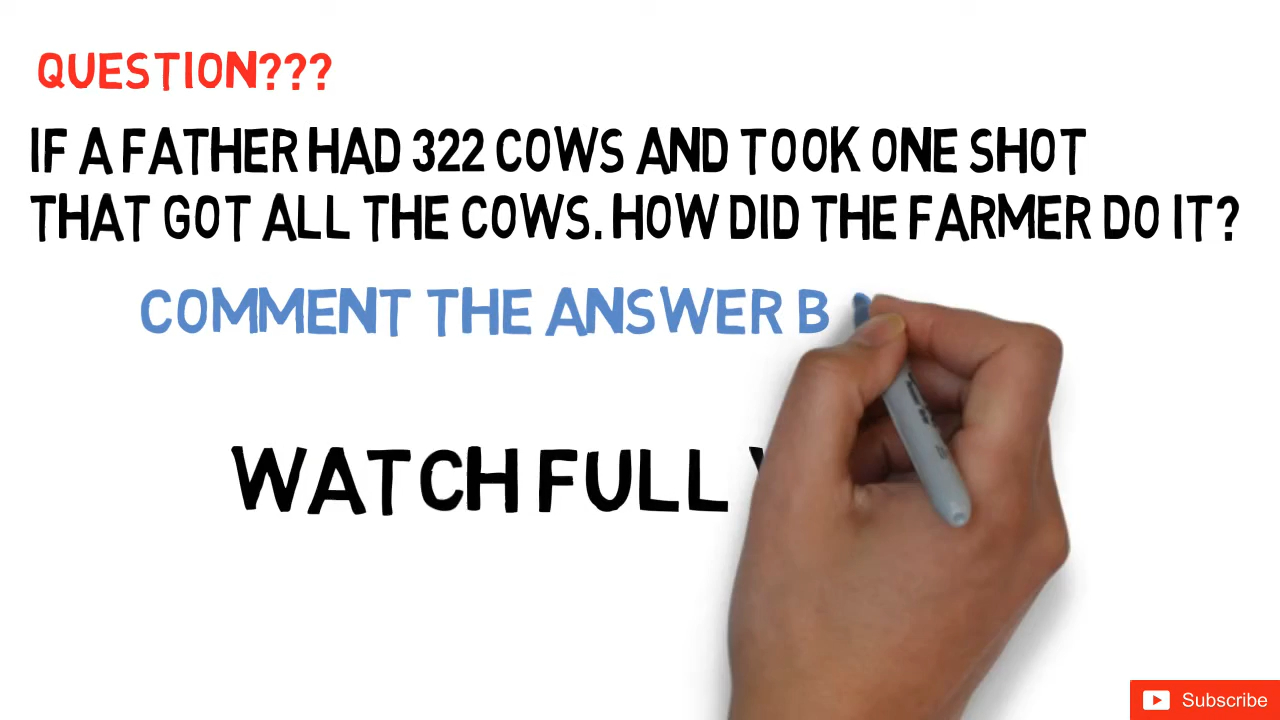 QUESTION???
IF A FATHER HAD 322 COWS AND TOOK ONE SHOT
THAT GOT ALL THE COWS. HOW DID THE FARMER DO IT?
COMMENT THE ANSWER B
WATCH FULL
Subscribe